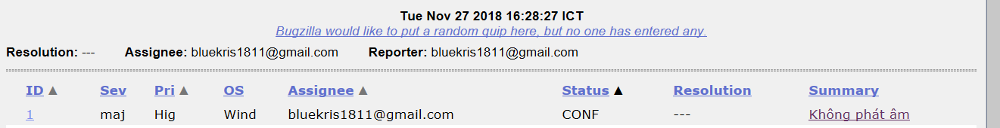 Tue Nov 27 2018 16:28:27 ICT
Bugzilla would like to put a random quip here, but no one has entered any.
Resolution: --- Assignee: bluekris1811@gmail.com Reporter: bluekris1811@gmail.com
ID ▲ Sev Pri ▲ OS Assignee ▲ Status ▲ Resolution Summary
1 maj Hig Wind bluekris1811@gmail.com CONF --- Không phát âm